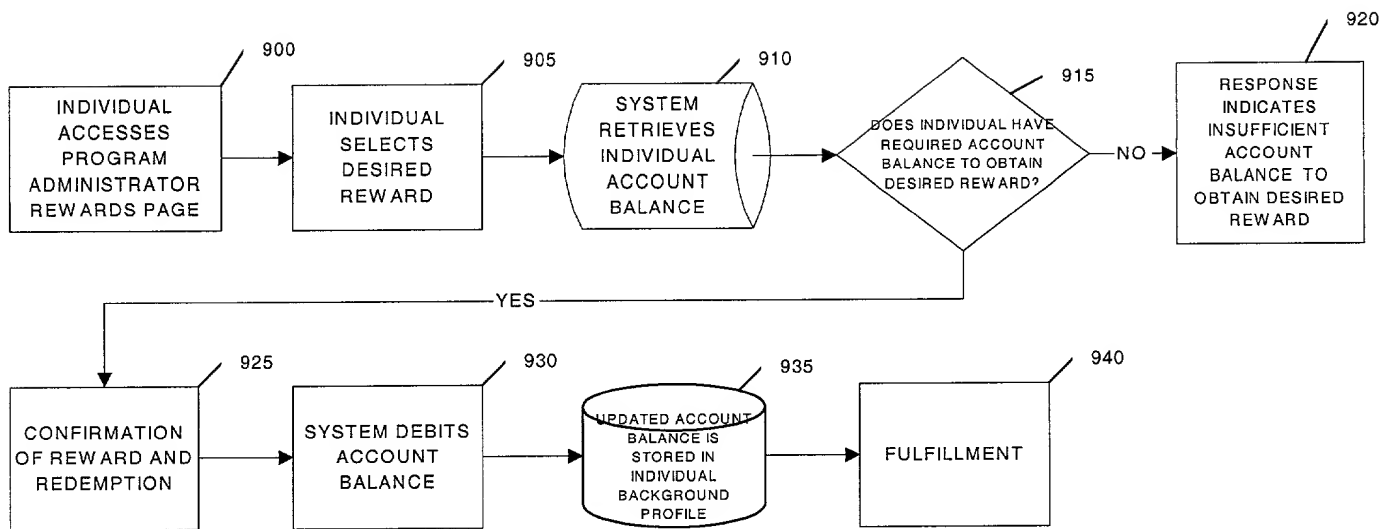 900
INDIVIDUAL
ACCESSES
PROGRAM
ADMINISTRATOR
REWARDS PAGE
905
INDIVIDUAL
SELECTS
DESIRED
REWARD
910
SYSTEM
RETRIEVES
INDIVIDUAL
ACCOUNT
BALANCE
915
DOES INDIVIDUAL HAVE
REQUIRED ACCOUNT
BALANCE TO OBTAIN
DESIRED REWARD?
NO
920
RESPONSE
INDICATES
INSUFFICIENT
ACCOUNT
BALANCE TO
OBTAIN DESIRED
REWARD
YES
925
CONFIRMATION
OF REWARD AND
REDEMPTION
930
SYSTEM DEBITS
ACCOUNT
BALANCE
935
UPDATED ACCOUNT
BALANCE IS
STORED IN
INDIVIDUAL
BACKGROUND
PROFILE
940
FULFILLMENT